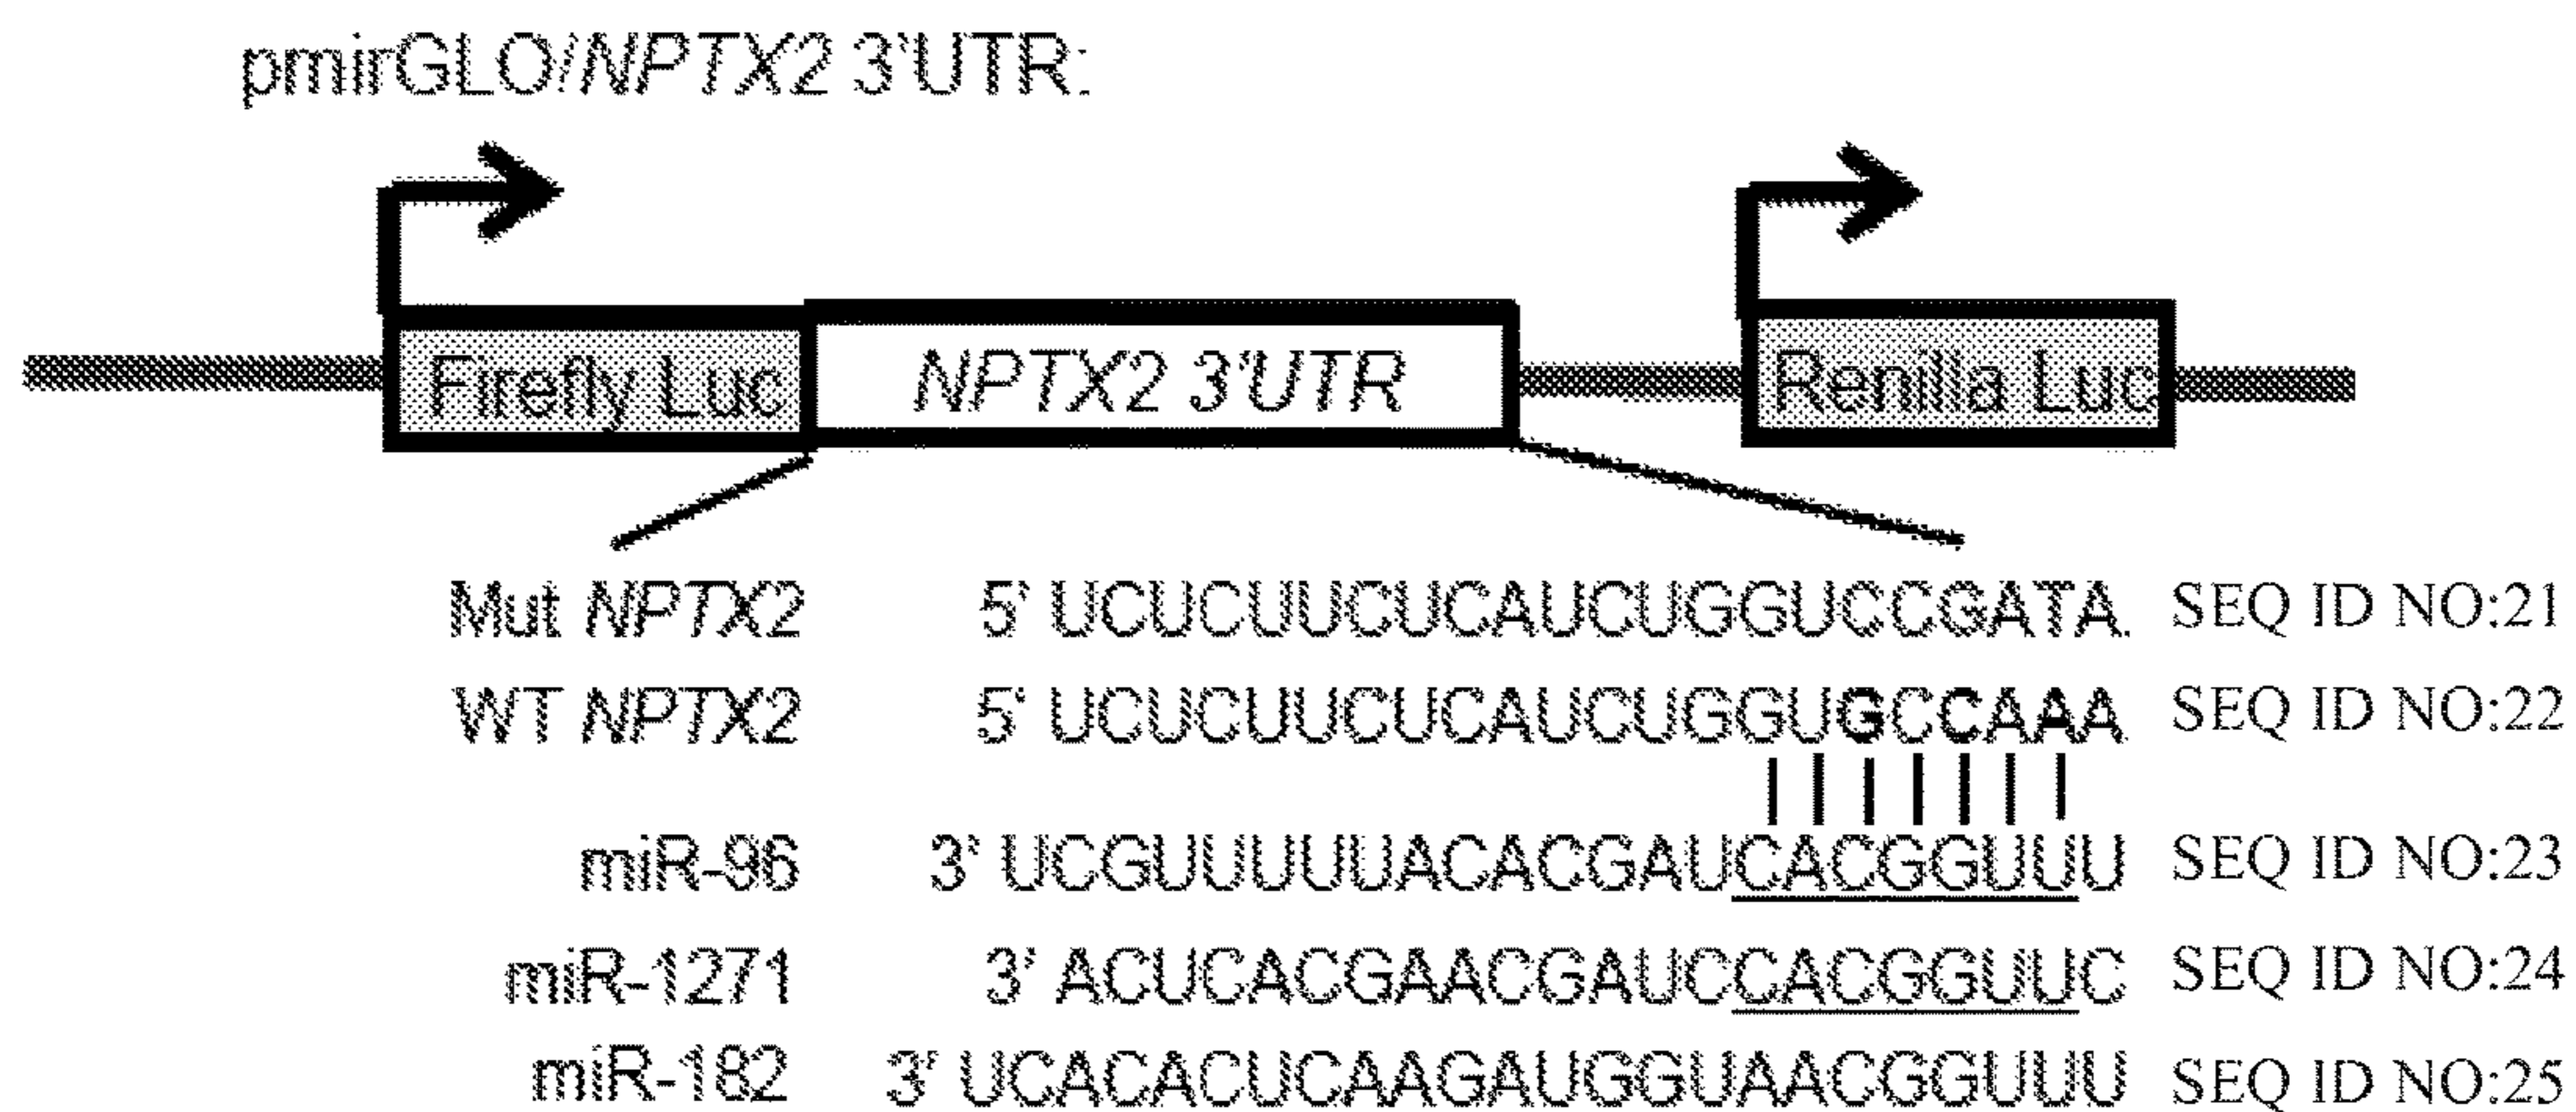 pmirGLO/NPTX2 3'UTR:
Firefly Luc NPTX2 3'UTR Renilla Luc
Mut NPTX2 5' UCUCUUCUCAUCUGGUCCGATA. SEQ ID NO:21
WT NPTX2 5' UCUCUUCUCAUCUGGUGCCAAA SEQ ID NO:22
miR-96 3' UCGUUUUUACACGAUCACGGUUU SEQ ID NO:23
miR-1271 3' ACUCACGAACGAUCCACGGUUC SEQ ID NO:24
miR-182 3' UCACACUCAAGAUGGUAACGGUUU SEQ ID NO:25